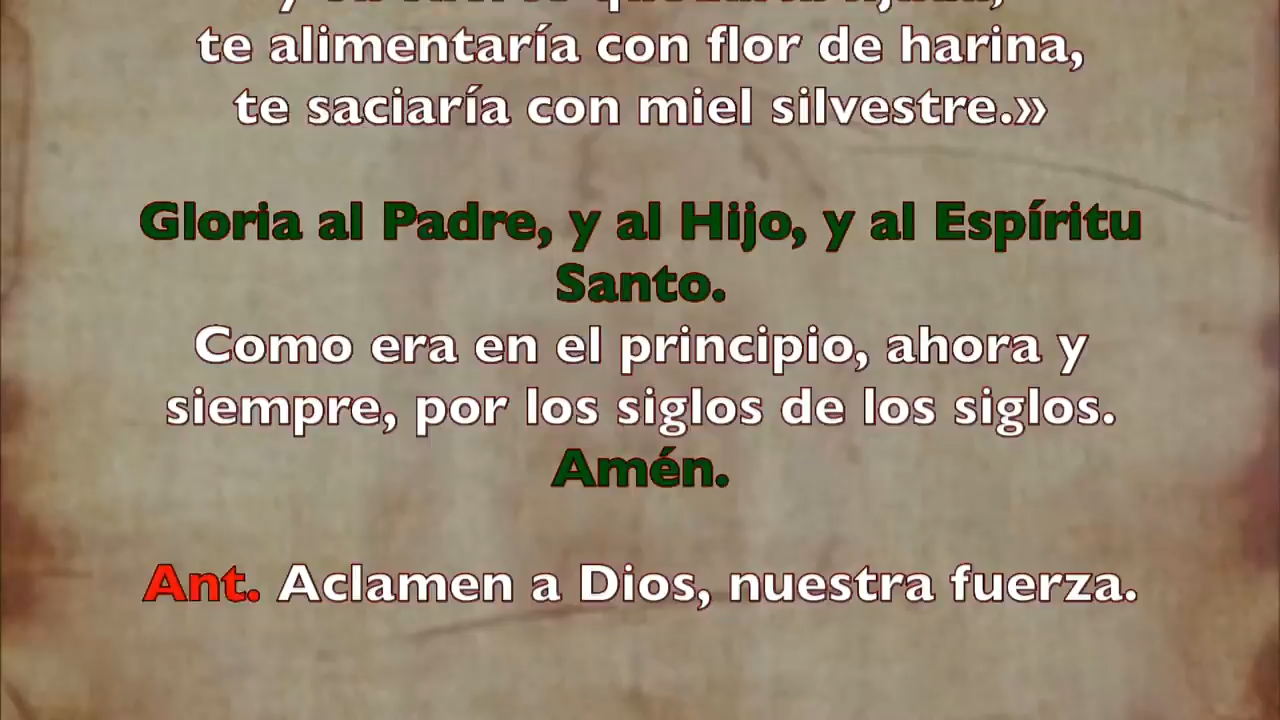 te alimentaría con flor de harina,
te saciaría con miel silvestre.»
Gloria al Padre, y al Hijo, y al Espíritu
Santo.
Como era en el principio, ahora y
siempre, por los siglos de los siglos.
Amén.
Ant. Aclamen a Dios, nuestra fuerza.